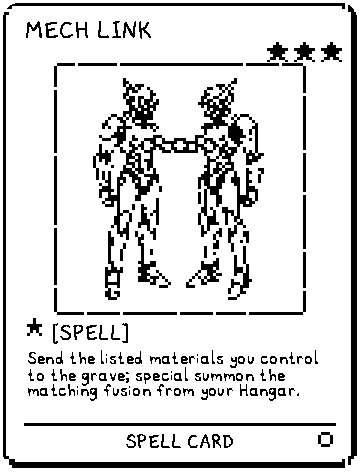 MECH LINK
[SPELL]
Send the listed materials you control
to the grave; special summon the
matching fusion from your Hangar.
SPELL CARD